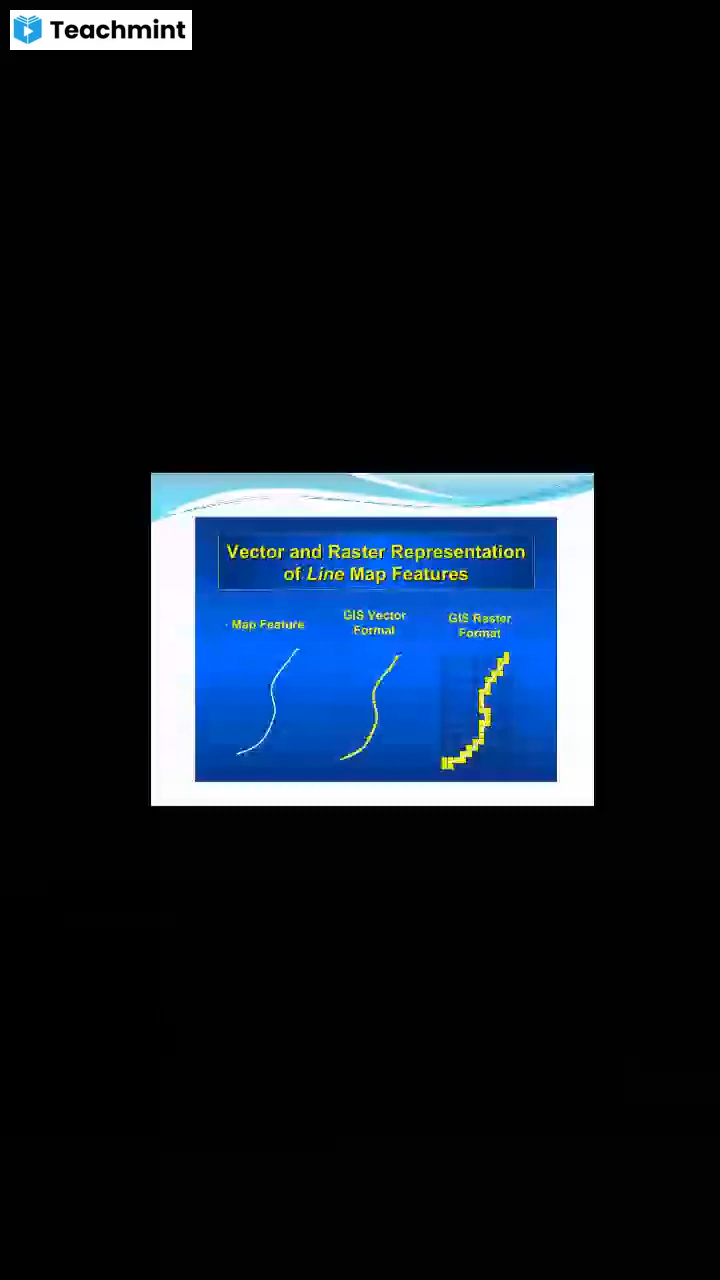 Teachmint
Vector and Raster Representation
of Line Map Features
- Map Feature
GIS Vector
Format
GIS Raster
Format